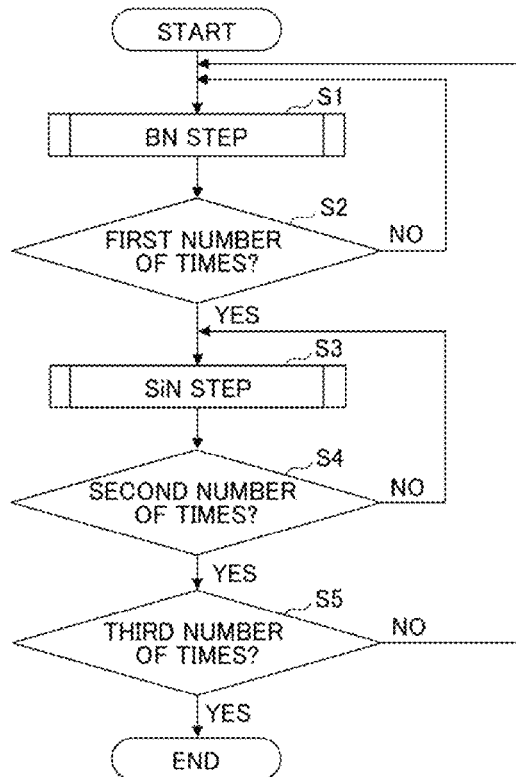 START
S1
BN STEP
S2
FIRST NUMBER
OF TIMES?
NO
YES
S3
SiN STEP
S4
SECOND NUMBER
OF TIMES?
NO
YES
S5
THIRD NUMBER
OF TIMES?
NO
YES
END